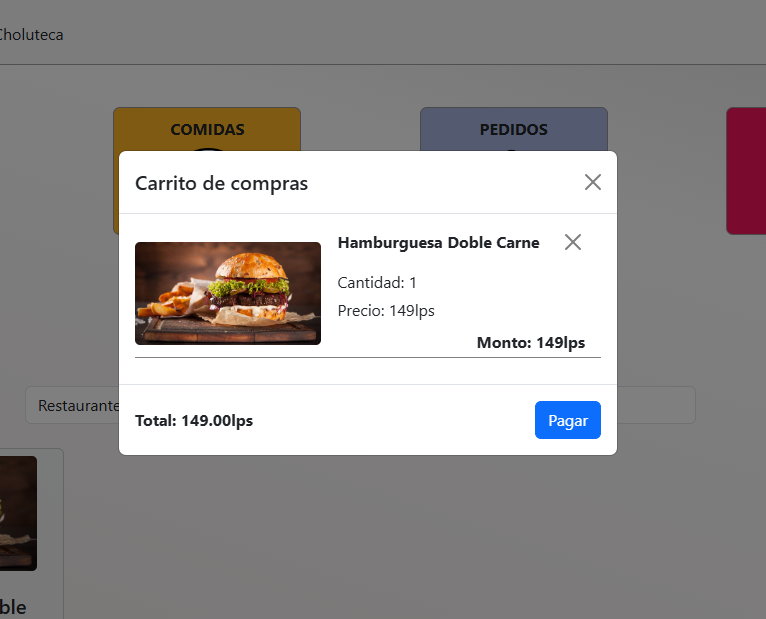 Choluteca
COMIDAS
PEDIDOS
Carrito de compras
Hamburguesa Doble Carne
Cantidad: 1
Precio: 149lps
Monto: 149lps
Restaurante
Total: 149.00lps
Pagar
ble